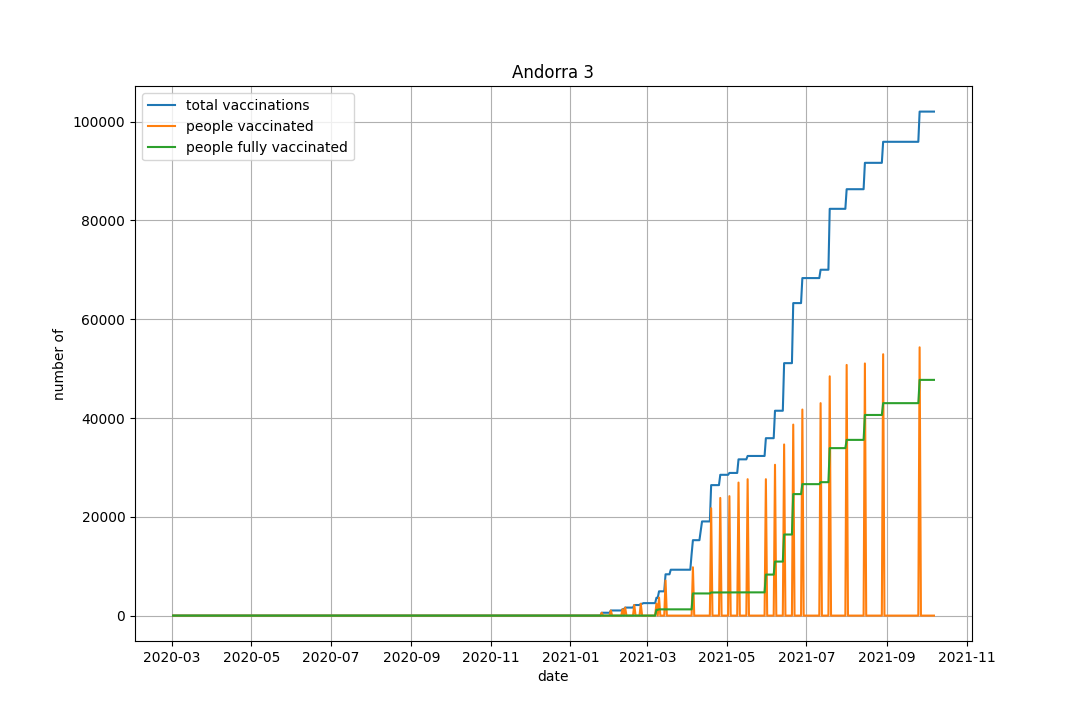 Andorra 3
total vaccinations
people vaccinated
people fully vaccinated
100000
80000
60000
40000
20000
0
number of
2020-03 2020-05 2020-07 2020-09 2020-11 2021-01 2021-03 2021-05 2021-07 2021-09 2021-11
date